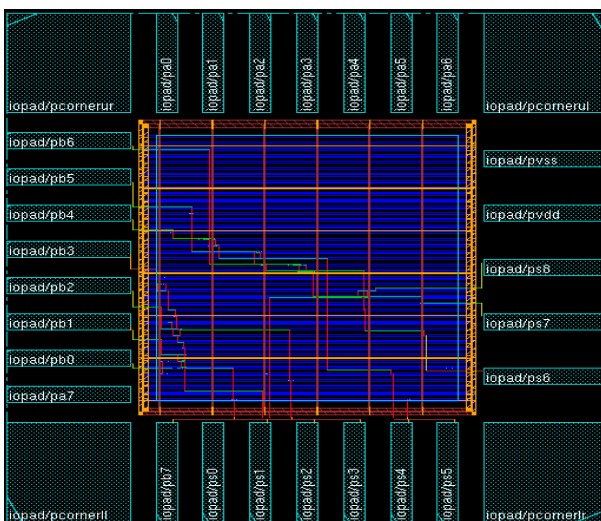 iopad/pcornerur
iopad/pa0
iopad/pa1
iopad/pa2
iopad/pa3
iopad/pa4
iopad/pa5
iopad/pa6
iopad/pcornerul
iopad/pb6
iopad/pb5
iopad/pb4
iopad/pb3
iopad/pb2
iopad/pb1
iopad/pb0
iopad/pa7
iopad/pvss
iopad/pvdd
iopad/ps8
iopad/ps7
iopad/ps6
iopad/pcornerll
iopad/pb7
iopad/ps0
iopad/ps1
iopad/ps2
iopad/ps3
iopad/ps4
iopad/ps5
iopad/pcornerlr